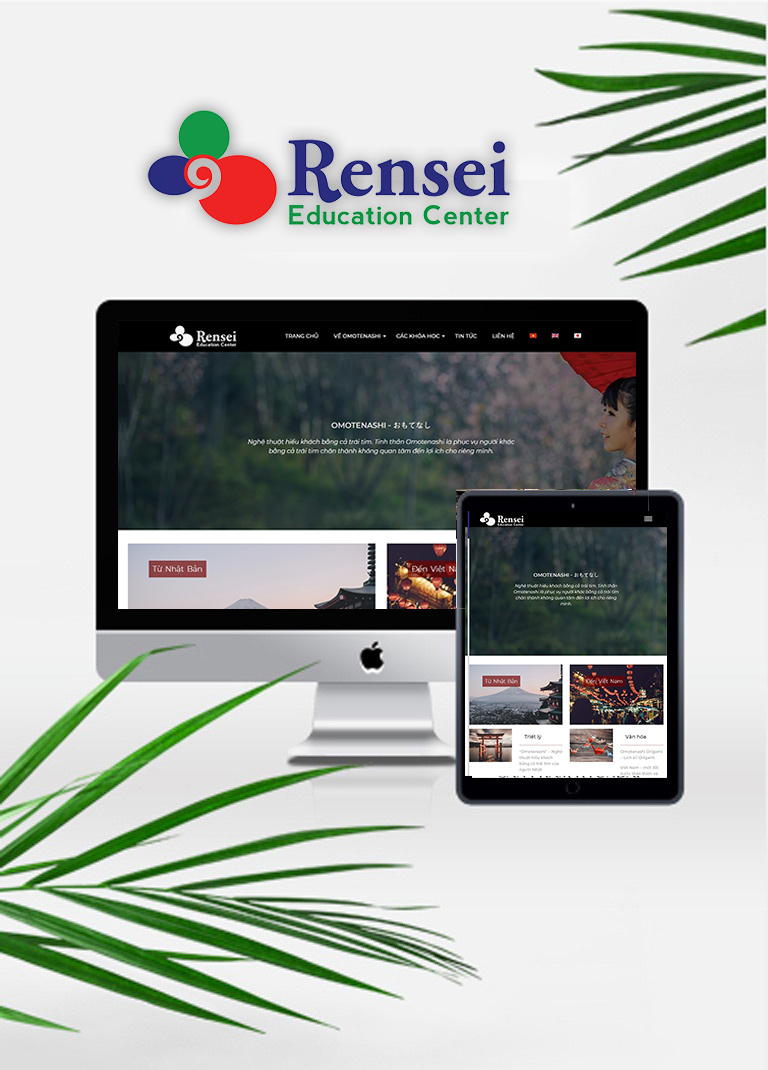 Rensei
Education Center
Rensei
Education Center
TRANG CHỦ
VỀ OMOTENASHI
CÁC KHÓA HỌC
TIN TỨC
LIÊN HỆ
OMOTENASHI - おもてなし
Nghệ thuật hiếu khách bằng cả trái tim. Tinh thần Omotenashi là phục vụ người khác
bằng cả trái tim chân thành không quan tâm đến lợi ích cho riêng mình.
Từ Nhật Bản
Đến Việt Na
Rensei
Education Center
OMOTENASHI - おもてなし
Nghệ thuật hiếu khách bằng cả trái tim. Tinh thần
Omotenashi là phục vụ người khác bằng cả trái tim
chân thành không quan tâm đến lợi ích cho riêng
mình.
Từ Nhật Bản
Đến Việt Nam
Triết lý
"Omotenashi" - Nghệ
thuật hiếu khách
bằng cả trái tim của
người Nhật
Văn hóa
Omotenashi Origami
- Lịch sử Origami
Việt Nam - một đất